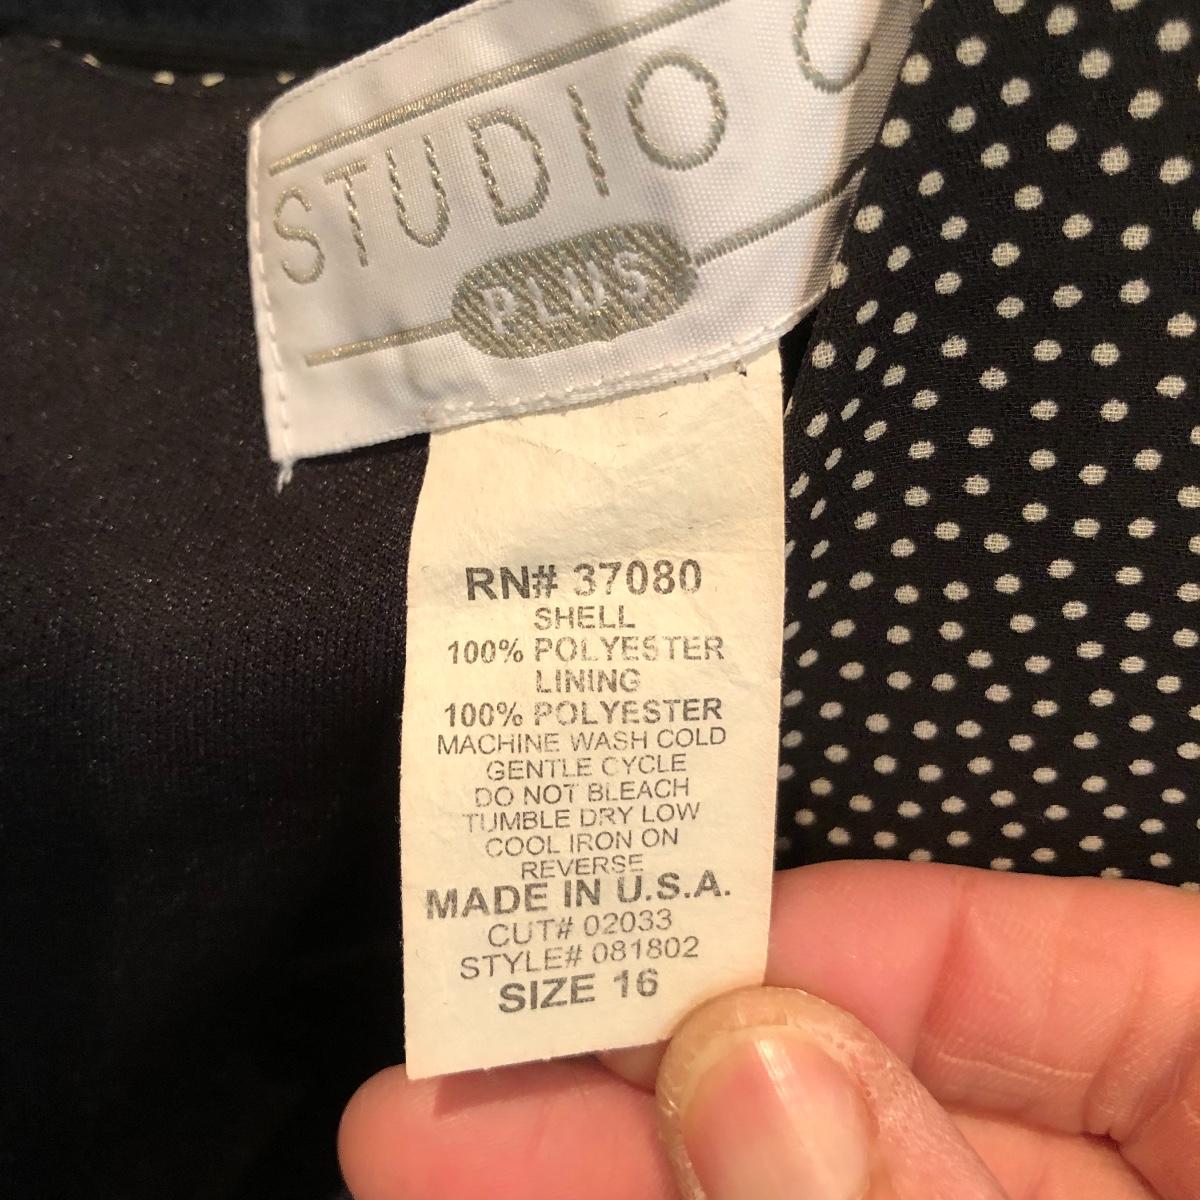 STUDIO C
PLUS
RN# 37080
SHELL
100% POLYESTER
LINING
100% POLYESTER
MACHINE WASH COLD
GENTLE CYCLE
DO NOT BLEACH
TUMBLE DRY LOW
COOL IRON ON
REVERSE
MADE IN U.S.A.
CUT# 02033
STYLE# 081802
SIZE 16